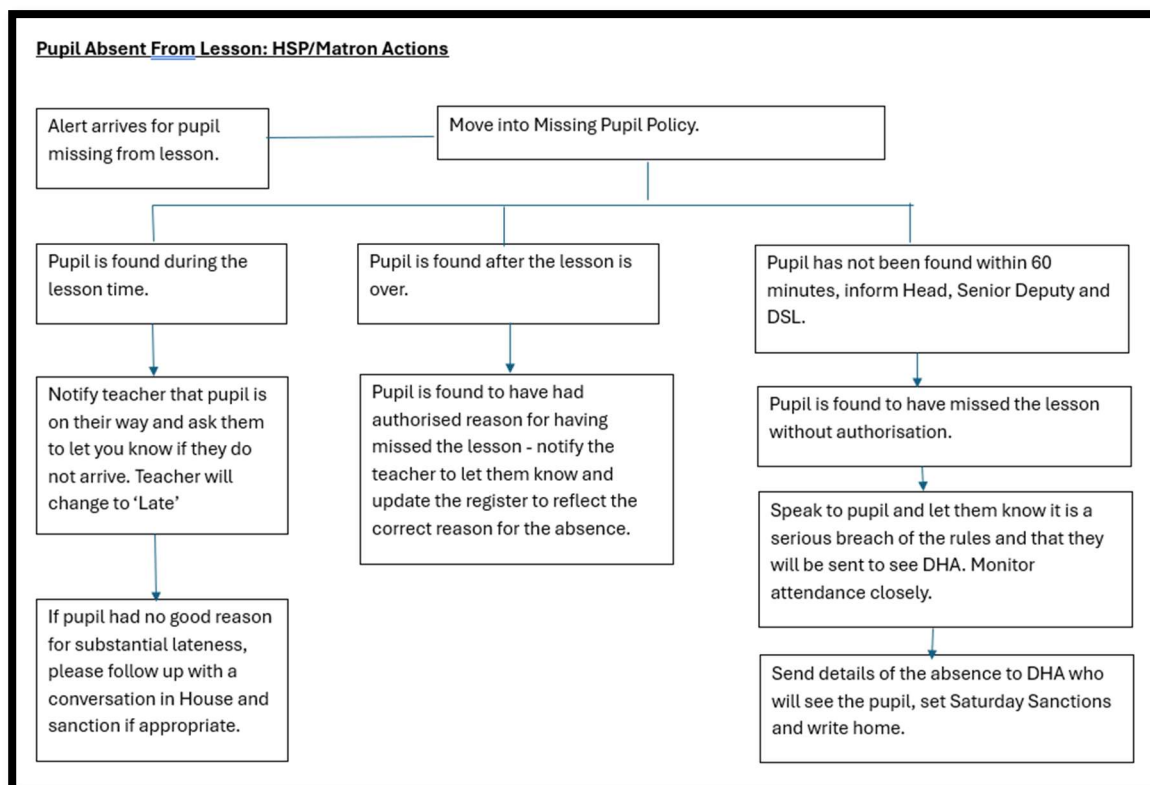 Pupil Absent From Lesson: HSP/Matron Actions
Alert arrives for pupil
missing from lesson.
Move into Missing Pupil Policy.
Pupil is found during the
lesson time.
Notify teacher that pupil is
on their way and ask them
to let you know if they do
not arrive. Teacher will
change to ‘Late’
If pupil had no good reason
for substantial lateness,
please follow up with a
conversation in House and
sanction if appropriate.
Pupil is found after the lesson is
over.
Pupil is found to have had
authorised reason for having
missed the lesson - notify the
teacher to let them know and
update the register to reflect the
correct reason for the absence.
Pupil has not been found within 60
minutes, inform Head, Senior Deputy and
DSL.
Pupil is found to have missed the lesson
without authorisation.
Speak to pupil and let them know it is a
serious breach of the rules and that they
will be sent to see DHA. Monitor
attendance closely.
Send details of the absence to DHA who
will see the pupil, set Saturday Sanctions
and write home.